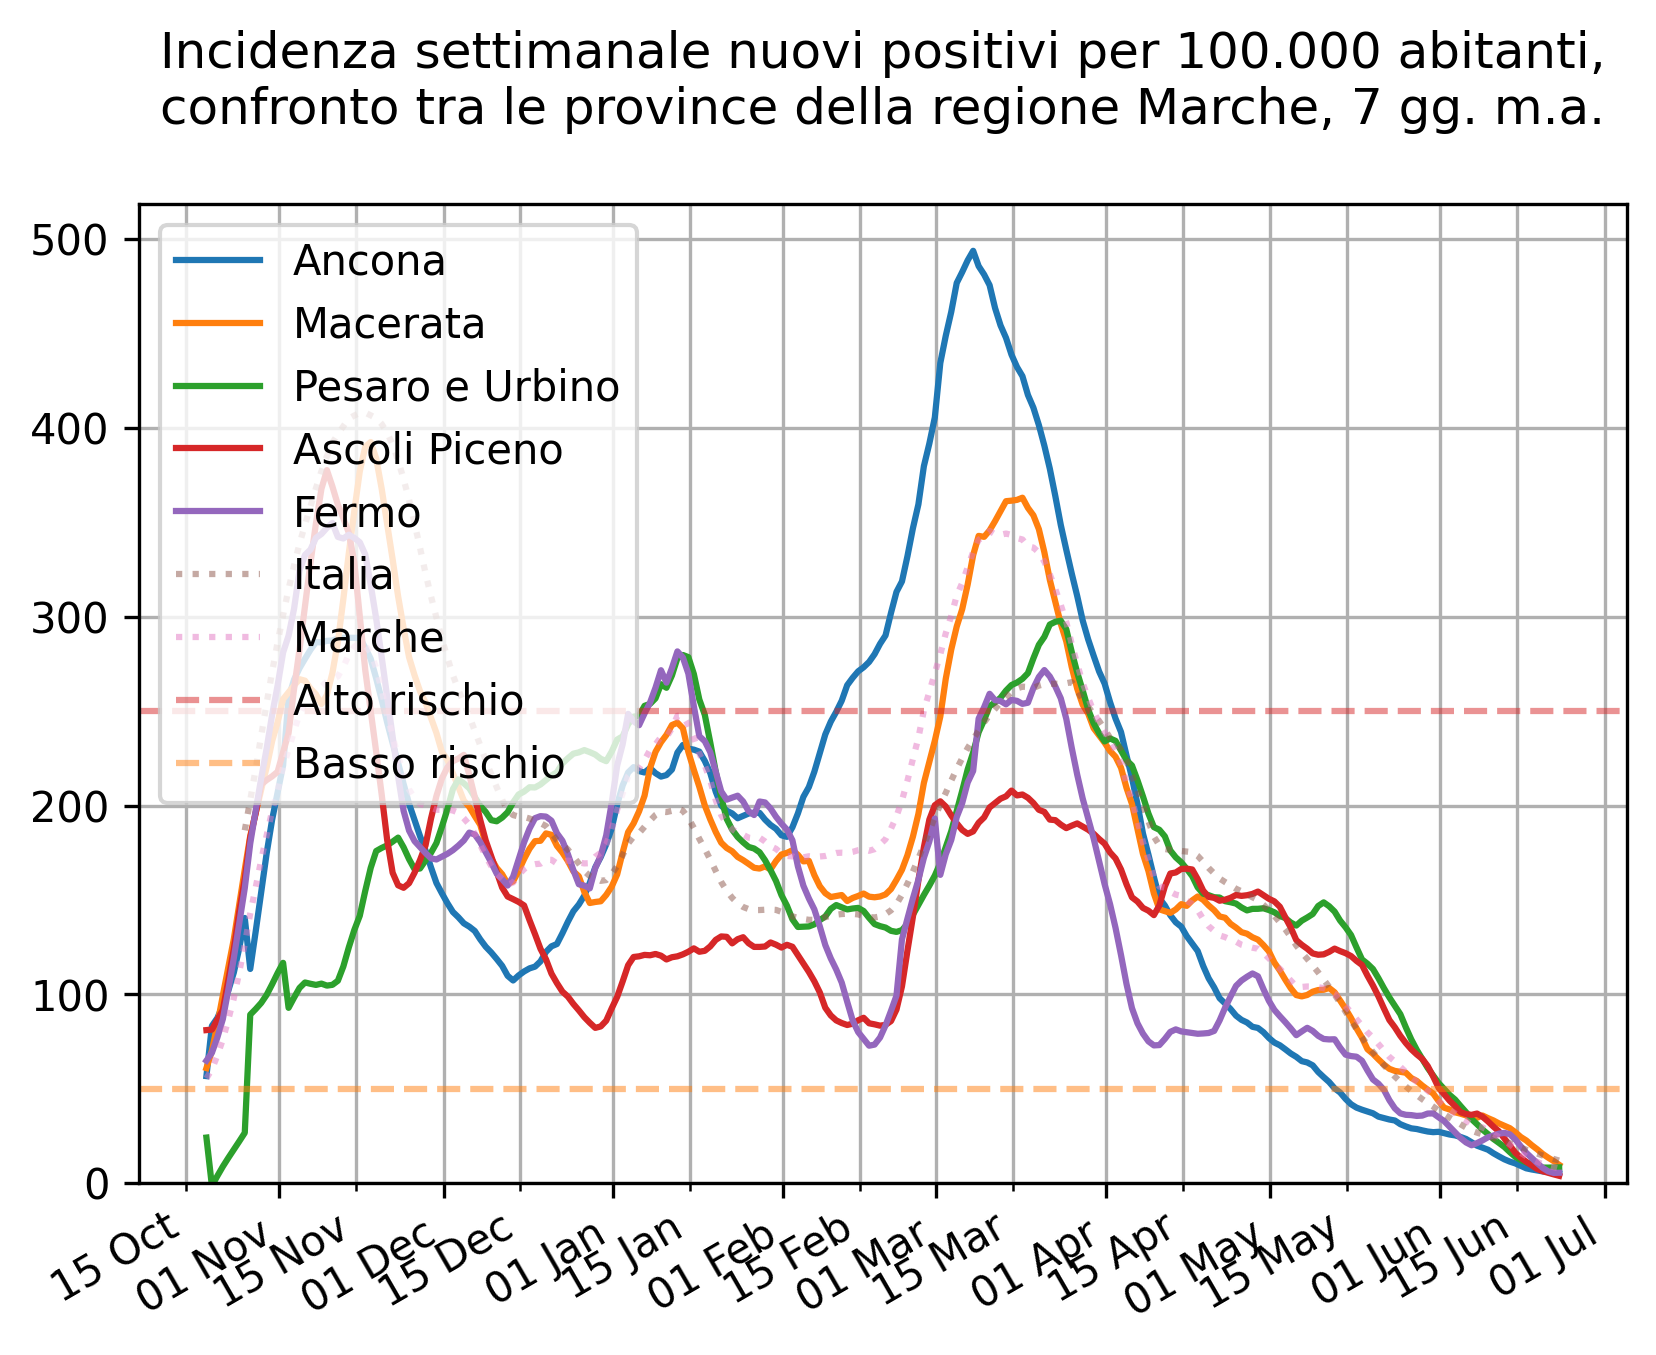 Incidenza settimanale nuovi positivi per 100.000 abitanti,
confronto tra le province della regione Marche, 7 gg. m.a.
500
400
300
200
100
0
Ancona
Macerata
Pesaro e Urbino
Ascoli Piceno
Fermo
Italia
Marche
Alto rischio
Basso rischio
15 Oct
01 Nov
15 Nov
01 Dec
15 Dec
01 Jan
15 Jan
01 Feb
15 Feb
01 Mar
15 Mar
01 Apr
15 Apr
01 May
15 May
01 Jun
15 Jun
01 Jul